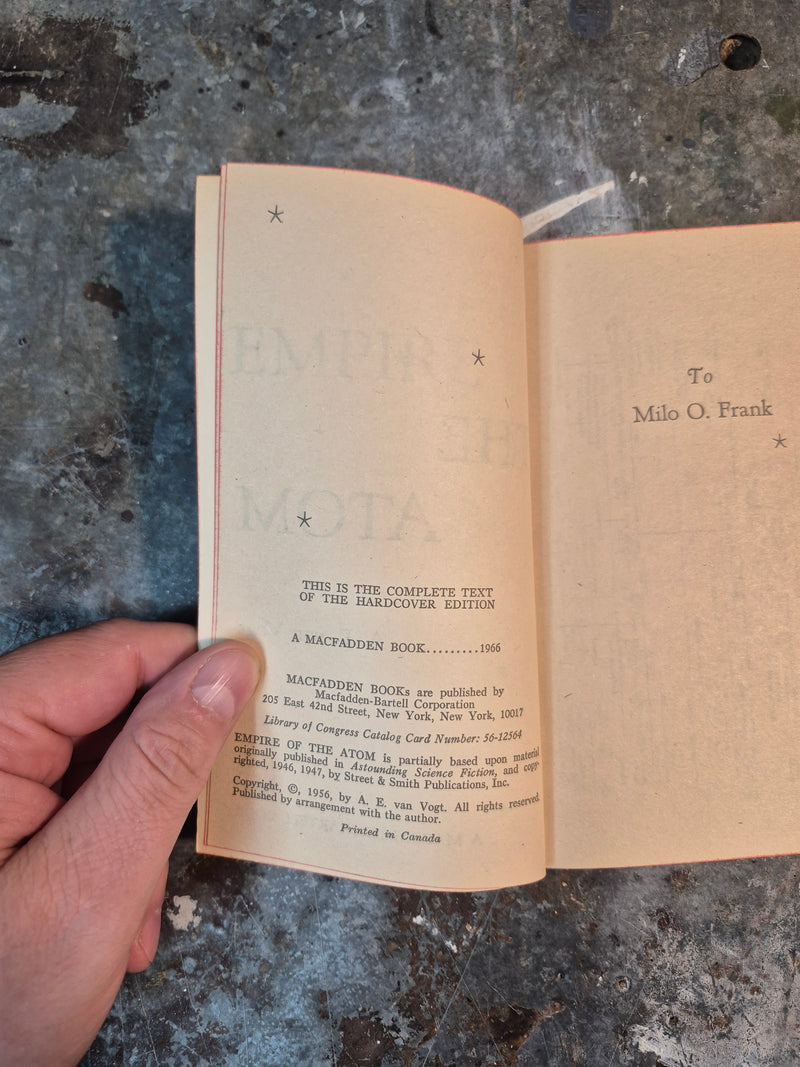 THIS IS THE COMPLETE TEXT
OF THE HARDCOVER EDITION
A MACFADDEN BOOK.........1966
MACFADDEN BOOKs are published by
Macfadden-Bartell Corporation
205 East 42nd Street, New York, New York, 10017
Library of Congress Catalog Card Number: 56-12564
EMPIRE OF THE ATOM is partially based upon material
originally published in Astounding Science Fiction, and copy-
righted, 1946, 1947, by Street & Smith Publications, Inc.
Copyright, ©, 1956, by A. E. van Vogt. All rights reserved.
Published by arrangement with the author.
Printed in Canada
To
Milo O. Frank